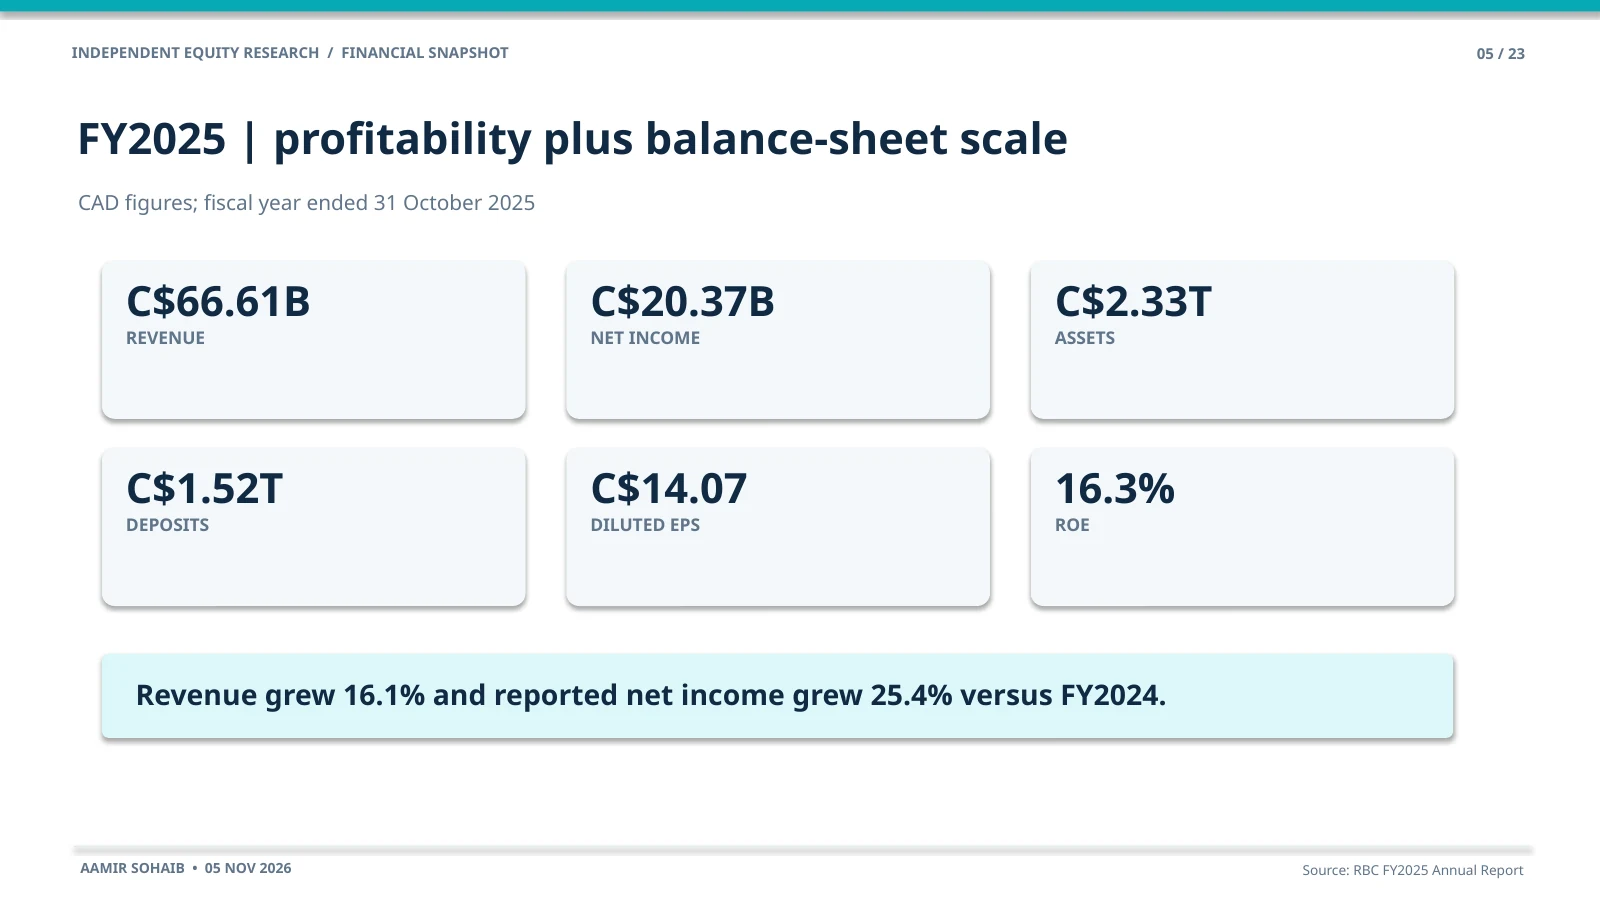 INDEPENDENT EQUITY RESEARCH / FINANCIAL SNAPSHOT
05 / 23
FY2025 | profitability plus balance-sheet scale
CAD figures; fiscal year ended 31 October 2025
C$66.61B
REVENUE
C$20.37B
NET INCOME
C$2.33T
ASSETS
C$1.52T
DEPOSITS
C$14.07
DILUTED EPS
16.3%
ROE
Revenue grew 16.1% and reported net income grew 25.4% versus FY2024.
AAMIR SOHAIB • 05 NOV 2026
Source: RBC FY2025 Annual Report